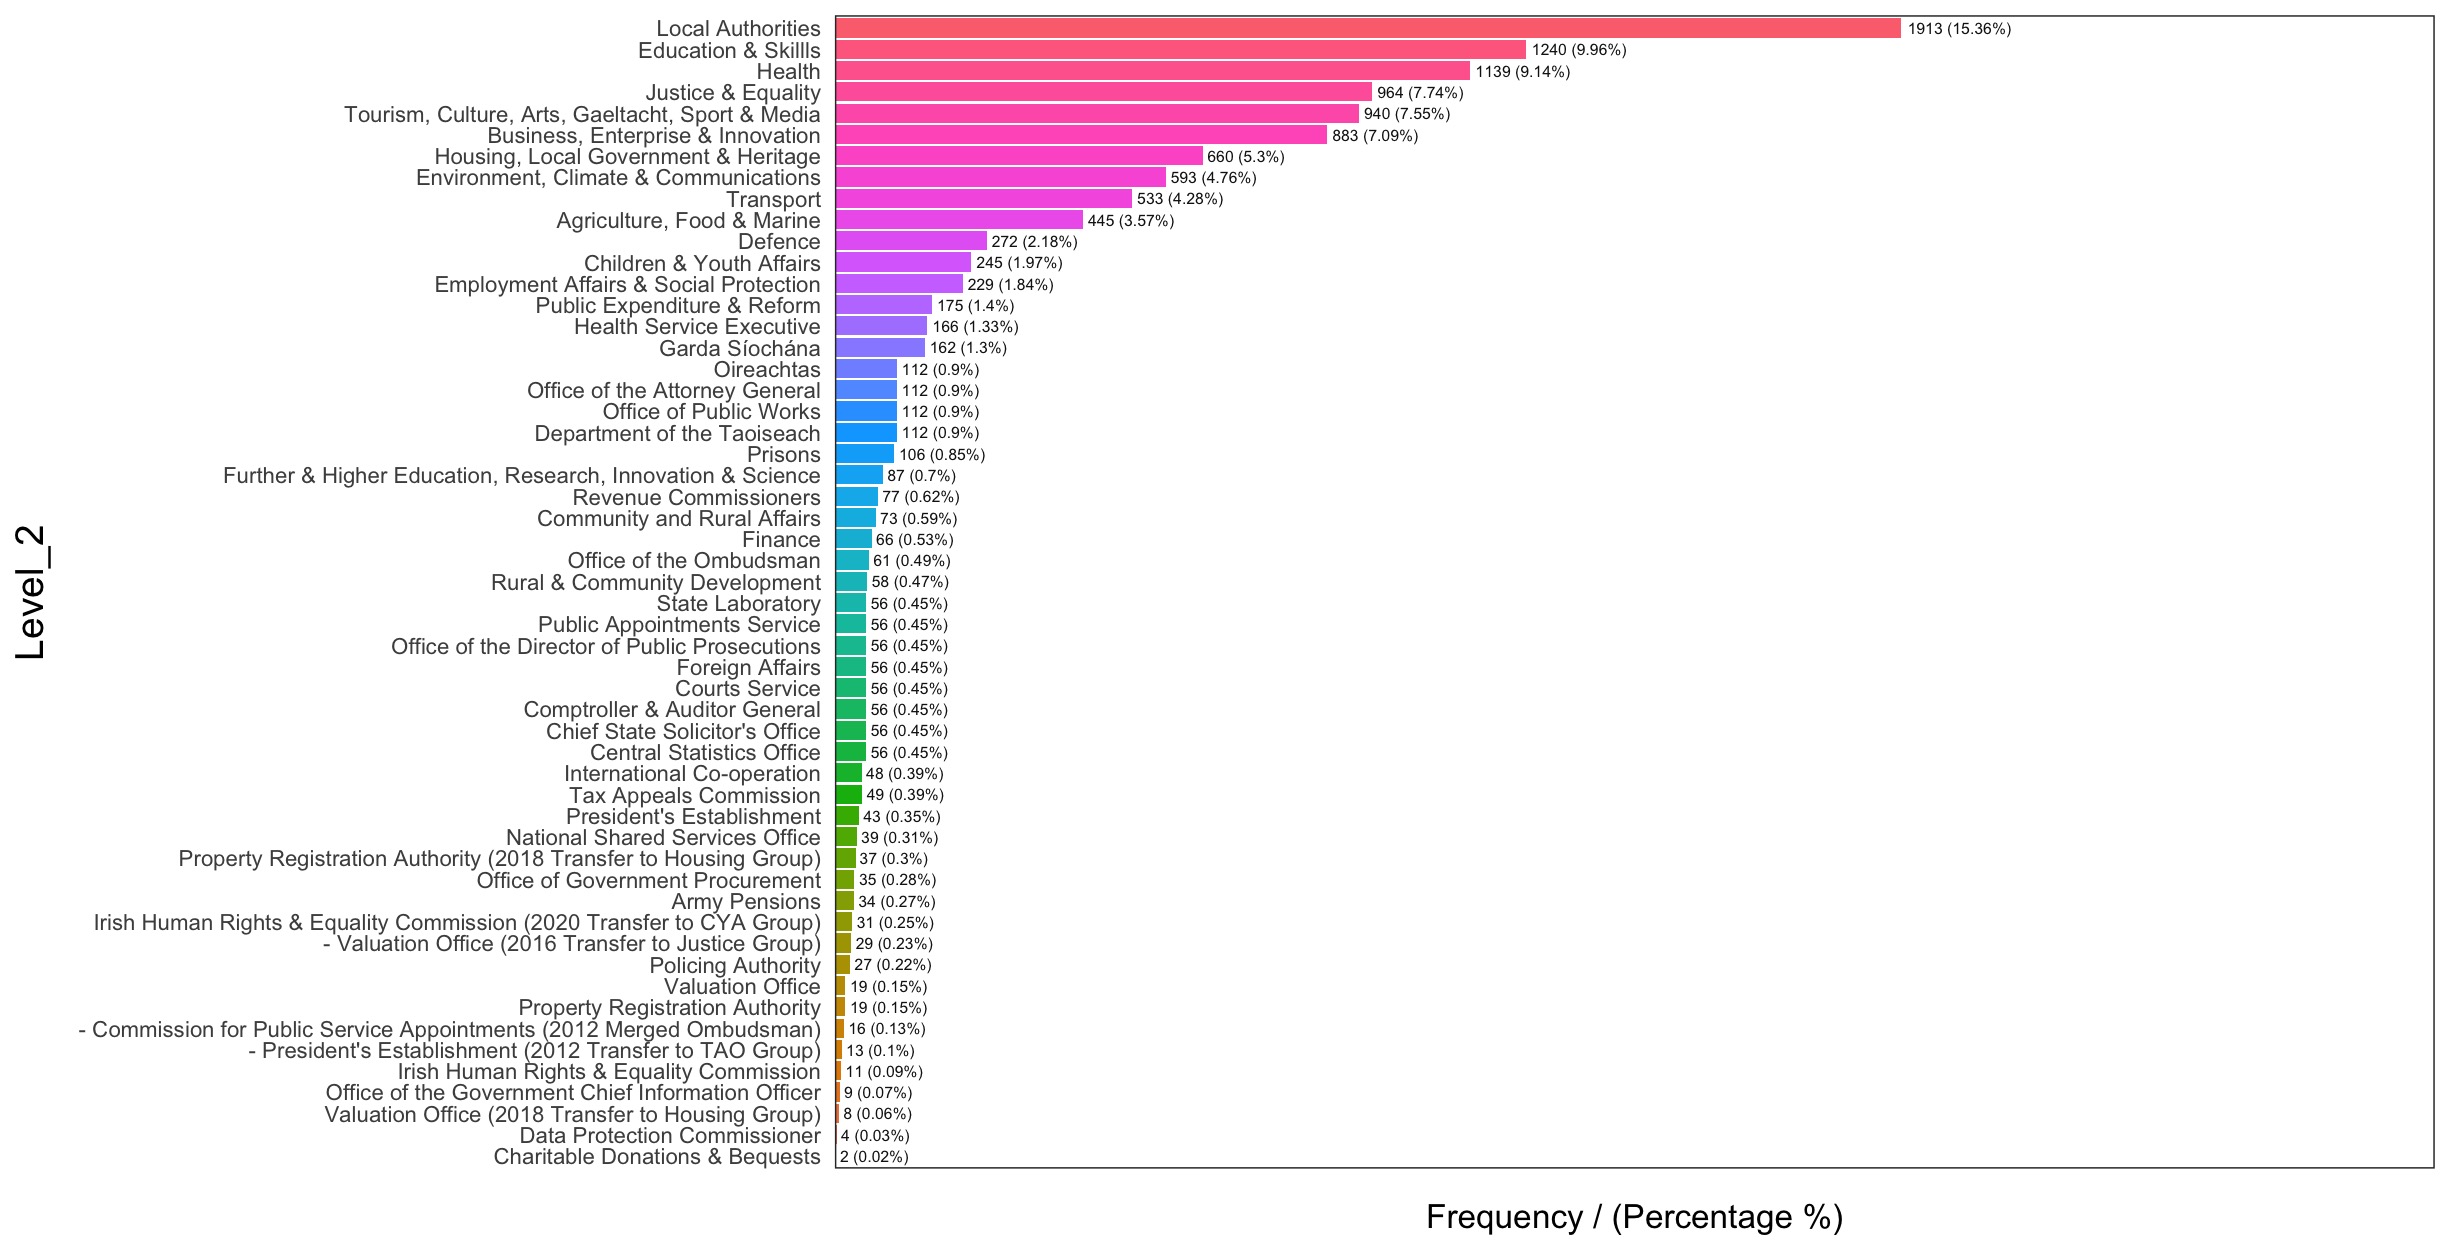 Local Authorities 1913 (15.36%)
Education & Skillls 1240 (9.96%)
Health 1139 (9.14%)
Justice & Equality 964 (7.74%)
Tourism, Culture, Arts, Gaeltacht, Sport & Media 940 (7.55%)
Business, Enterprise & Innovation 883 (7.09%)
Housing, Local Government & Heritage 660 (5.3%)
Environment, Climate & Communications 593 (4.76%)
Transport 533 (4.28%)
Agriculture, Food & Marine 445 (3.57%)
Defence 272 (2.18%)
Children & Youth Affairs 245 (1.97%)
Employment Affairs & Social Protection 229 (1.84%)
Public Expenditure & Reform 175 (1.4%)
Health Service Executive 166 (1.33%)
Garda Síochána 162 (1.3%)
Oireachtas 112 (0.9%)
Office of the Attorney General 112 (0.9%)
Office of Public Works 112 (0.9%)
Department of the Taoiseach 112 (0.9%)
Prisons 106 (0.85%)
Further & Higher Education, Research, Innovation & Science 87 (0.7%)
Revenue Commissioners 77 (0.62%)
Community and Rural Affairs 73 (0.59%)
Finance 66 (0.53%)
Office of the Ombudsman 61 (0.49%)
Rural & Community Development 58 (0.47%)
State Laboratory 56 (0.45%)
Public Appointments Service 56 (0.45%)
Office of the Director of Public Prosecutions 56 (0.45%)
Foreign Affairs 56 (0.45%)
Courts Service 56 (0.45%)
Comptroller & Auditor General 56 (0.45%)
Chief State Solicitor's Office 56 (0.45%)
Central Statistics Office 56 (0.45%)
International Co-operation 48 (0.39%)
Tax Appeals Commission 49 (0.39%)
President's Establishment 43 (0.35%)
National Shared Services Office 39 (0.31%)
Property Registration Authority (2018 Transfer to Housing Group) 37 (0.3%)
Office of Government Procurement 35 (0.28%)
Army Pensions 34 (0.27%)
Irish Human Rights & Equality Commission (2020 Transfer to CYA Group) 31 (0.25%)
- Valuation Office (2016 Transfer to Justice Group) 29 (0.23%)
Policing Authority 27 (0.22%)
Valuation Office 19 (0.15%)
Property Registration Authority 19 (0.15%)
- Commission for Public Service Appointments (2012 Merged Ombudsman) 16 (0.13%)
- President's Establishment (2012 Transfer to TAO Group) 13 (0.1%)
Irish Human Rights & Equality Commission 11 (0.09%)
Office of the Government Chief Information Officer 9 (0.07%)
Valuation Office (2018 Transfer to Housing Group) 8 (0.06%)
Data Protection Commissioner 4 (0.03%)
Charitable Donations & Bequests 2 (0.02%)
Level_2
Frequency / (Percentage %)